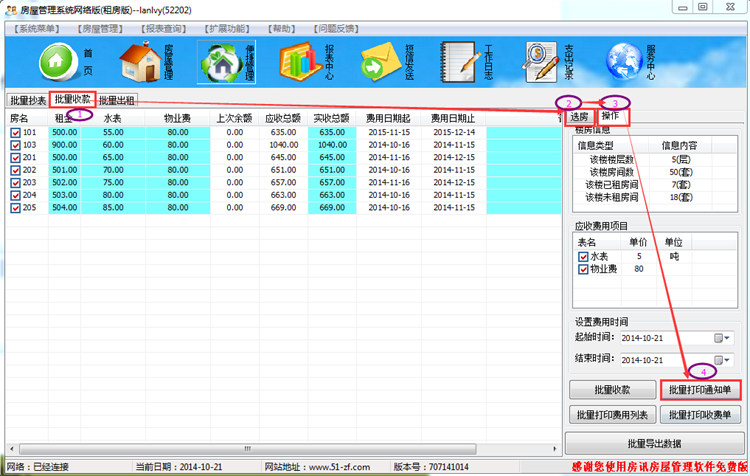 房屋管理系统网络版(租房版)--lanlvy(52202)
【系统菜单】 【房屋管理】 【报表查询】 【扩展功能】 【帮助】 【问题反馈】
首页 房屋管理 便捷管理 报表中心 短信发送 工作日志 支出记录 服务中心
批量抄表 批量收款 批量出租
1 2 3
选房 操作
房名 租金 水表 物业费 上次余额 应收总额 实收总额 费用日期起 费用日期止
101 500.00 55.00 80.00 0.00 635.00 635.00 2015-11-15 2015-12-14
103 900.00 60.00 80.00 0.00 1040.00 1040.00 2014-10-16 2014-11-15
201 500.00 65.00 80.00 0.00 645.00 645.00 2014-11-16 2014-12-15
202 501.00 70.00 80.00 0.00 651.00 651.00 2014-10-16 2014-11-15
203 502.00 75.00 80.00 0.00 657.00 657.00 2014-11-16 2014-12-15
204 503.00 80.00 80.00 0.00 663.00 663.00 2014-10-16 2014-11-15
205 504.00 85.00 80.00 0.00 669.00 669.00 2014-10-16 2014-11-15
楼房信息
信息类型 信息内容
该楼楼层数 5(层)
该楼房间数 50(套)
该楼已租房间 7(套)
该楼未租房间 18(套)
应收费用项目
表名 单价 单位
水表 5 吨
物业费 80
设置费用时间
起始时间： 2014-10-21
结束时间： 2014-10-21
4
批量收款 批量打印通知单
批量打印费用列表 批量打印收费单
批量导出数据
网络：已经连接 当前日期：2014-10-21 网站地址：www.51-zf.com 版本号：707141014 感谢您使用房讯房屋管理软件免费版